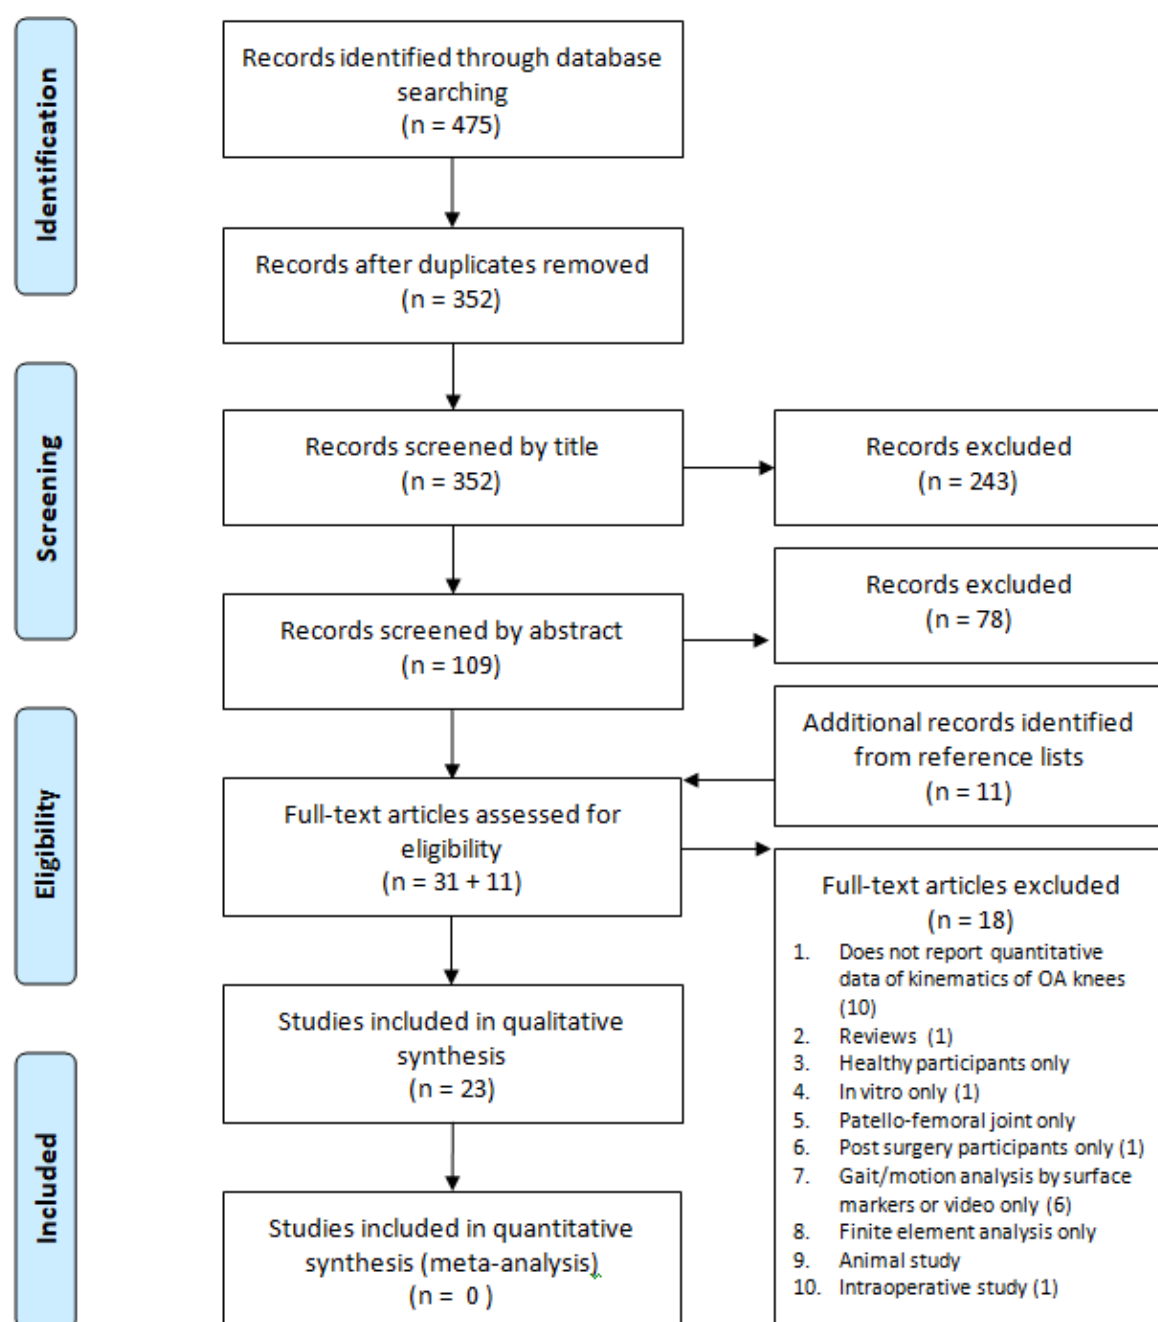 Identification
Records identified through database
searching
(n = 475)
Records after duplicates removed
(n = 352)
Screening
Records screened by title
(n = 352)
Records excluded
(n = 243)
Records screened by abstract
(n = 109)
Records excluded
(n = 78)
Eligibility
Additional records identified
from reference lists
(n = 11)
Full-text articles assessed for
eligibility
(n = 31 + 11)
Full-text articles excluded
(n = 18)
1. Does not report quantitative
data of kinematics of OA knees
(10)
2. Reviews (1)
3. Healthy participants only
4. In vitro only (1)
5. Patello-femoral joint only
6. Post surgery participants only (1)
7. Gait/motion analysis by surface
markers or video only (6)
8. Finite element analysis only
9. Animal study
10. Intraoperative study (1)
Included
Studies included in qualitative
synthesis
(n = 23)
Studies included in quantitative
synthesis (meta-analysis)
(n = 0 )